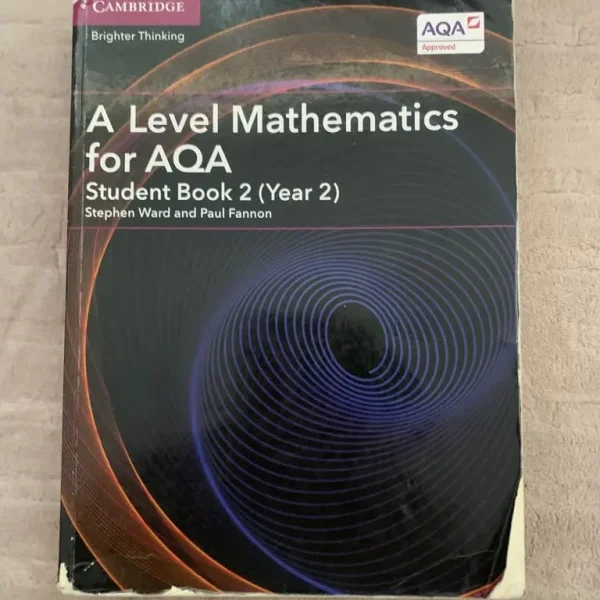 CAMBRIDGE
Brighter Thinking
AQA
Approved
A Level Mathematics
for AQA
Student Book 2 (Year 2)
Stephen Ward and Paul Fannon